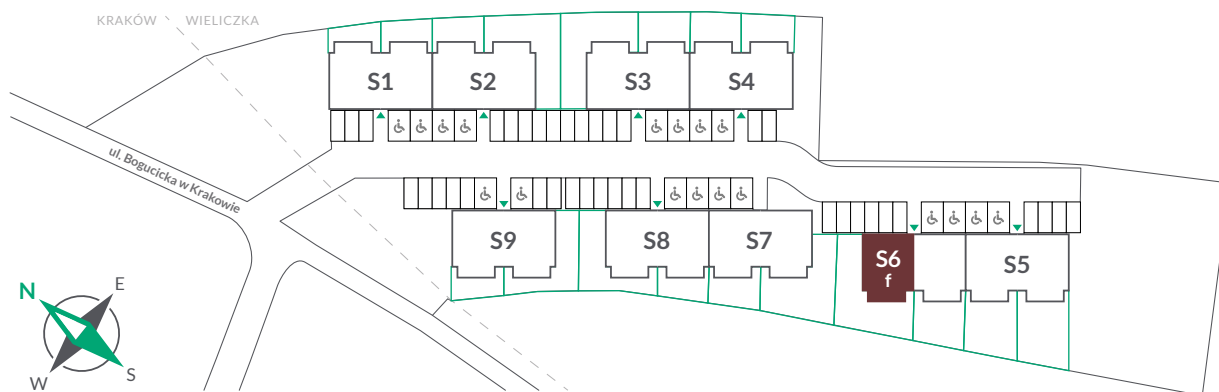 KRAKÓW
WIELICZKA
S1
S2
S3
S4
ul. Bogucicka w Krakowie
S9
S8
S7
S6
f
S5
N
E
W
S